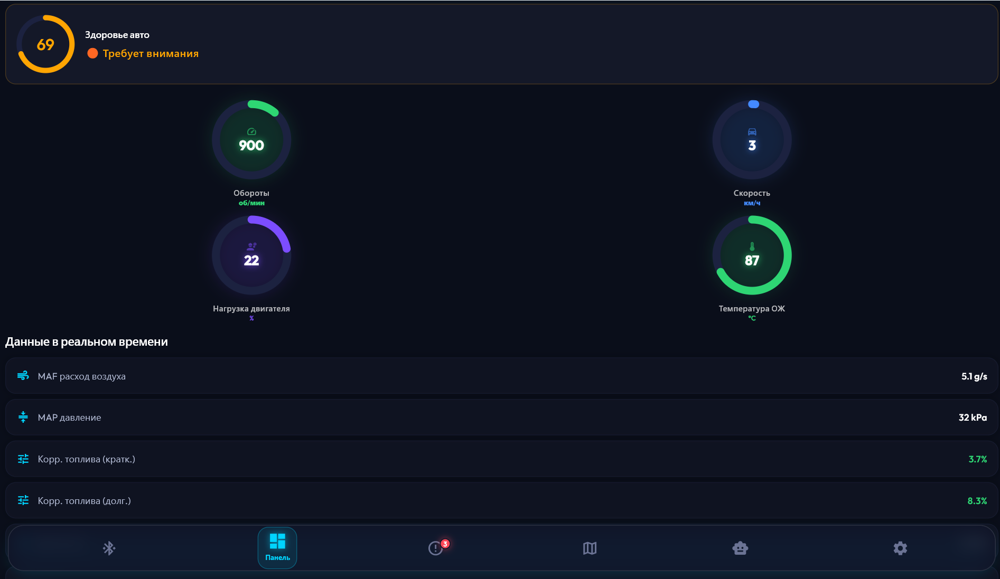 69
Здоровье авто
Требует внимания
900
Обороты
об/мин
3
Скорость
км/ч
22
Нагрузка двигателя
%
87
Температура ОЖ
°C
Данные в реальном времени
MAF расход воздуха
5.1 g/s
MAP давление
32 kPa
Корр. топлива (кратк.)
3.7%
Корр. топлива (долг.)
8.3%
Панель
3